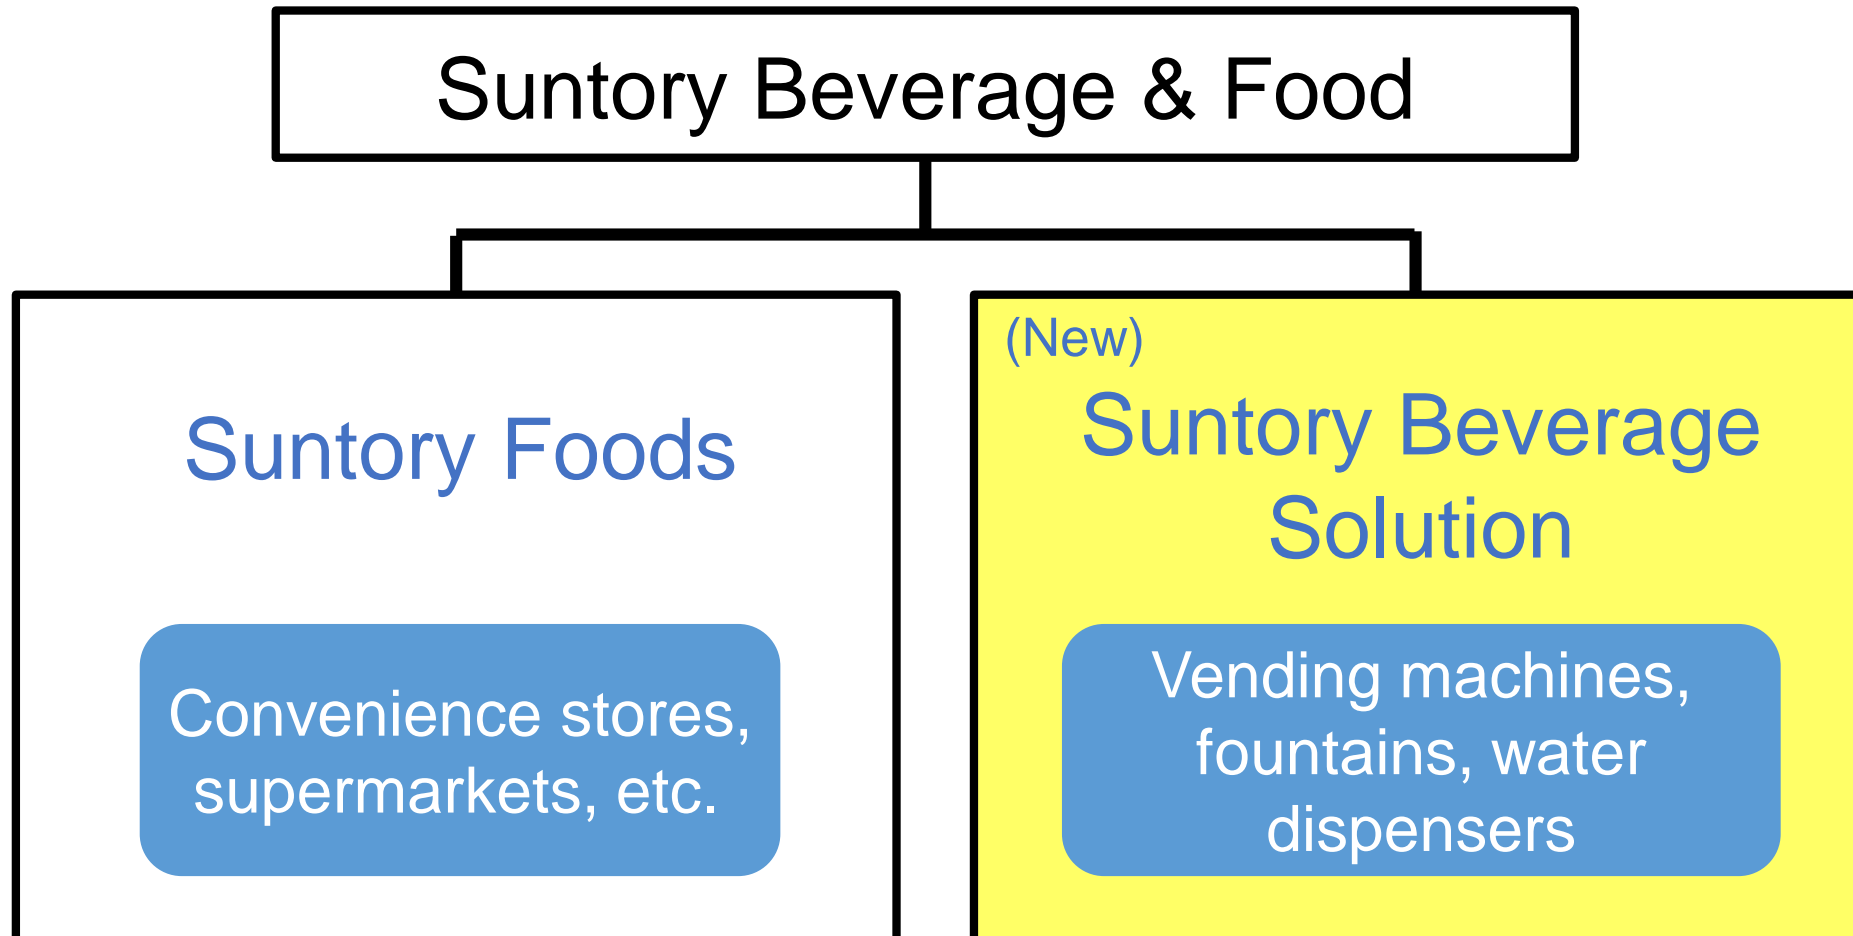 Suntory Beverage & Food
Suntory Foods
Convenience stores,
supermarkets, etc.
(New)
Suntory Beverage
Solution
Vending machines,
fountains, water
dispensers